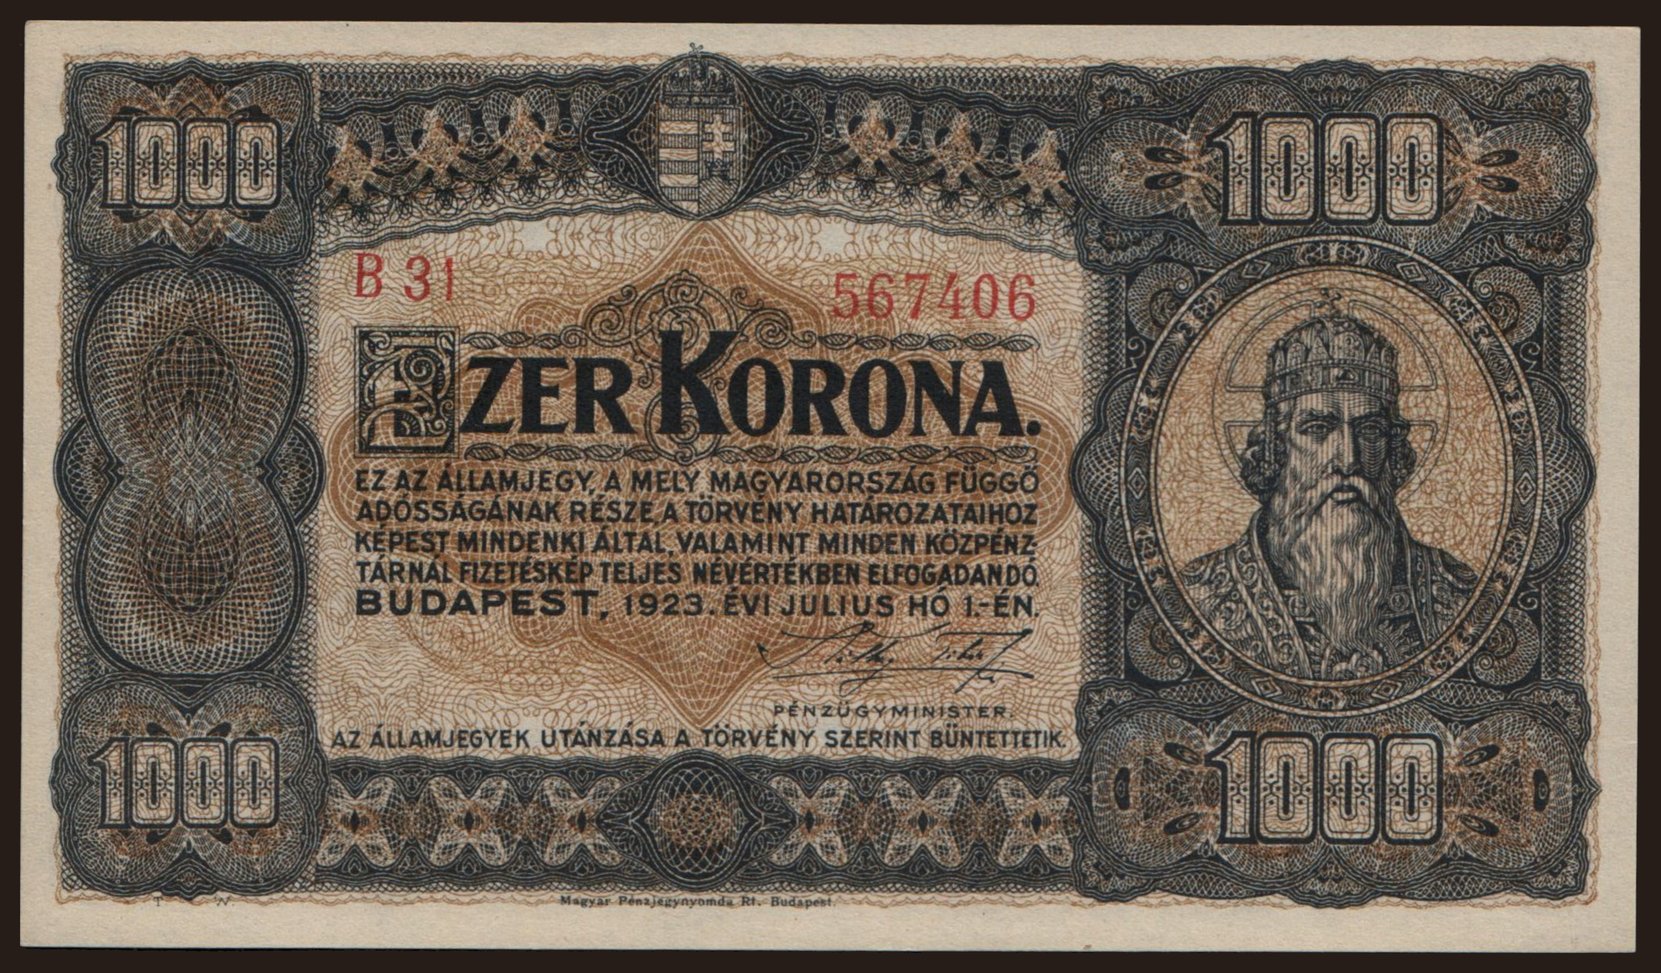 1000
1000
B 31
567406
EZER KORONA.
EZ AZ ÁLLAMJEGY, A MELY MAGYARORSZÁG FÜGGŐ
ADÓSSÁGÁNAK RÉSZE, A TÖRVÉNY HATÁROZATAIHOZ
KÉPEST MINDENKI ÁLTAL, VALAMINT MINDEN KÖZPÉNZ-
TÁRNÁL FIZETÉSKÉP TELJES NÉVÉRTÉKBEN ELFOGADANDÓ.
BUDAPEST, 1923. ÉVI JULIUS HÓ 1.-ÉN.
PÉNZÜGYMINISTER.
AZ ÁLLAMJEGYEK UTÁNZÁSA A TÖRVÉNY SZERINT BÜNTETTETIK.
1000
1000
Magyar Pénzjegynyomda Rt. Budapest.